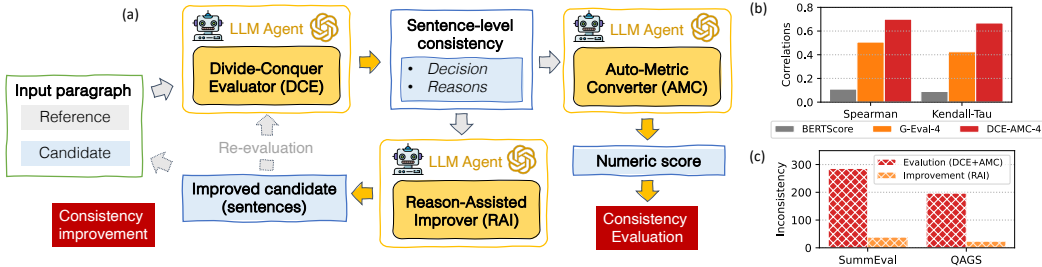 (a)
Input paragraph
Reference
Candidate
Consistency
improvement
LLM Agent
Divide-Conquer
Evaluator (DCE)
Re-evaluation
Improved candidate
(sentences)
Sentence-level
consistency
• Decision
• Reasons
LLM Agent
Reason-Assisted
Improver (RAI)
LLM Agent
Auto-Metric
Converter (AMC)
Numeric score
Consistency
Evaluation
(b)
Correlations
0.8
0.6
0.4
0.2
0.0
Spearman Kendall-Tau
BERTScore G-Eval-4 DCE-AMC-4
(c)
Inconsistency
300
200
100
0
Evalution (DCE+AMC)
Improvement (RAI)
SummEval QAGS